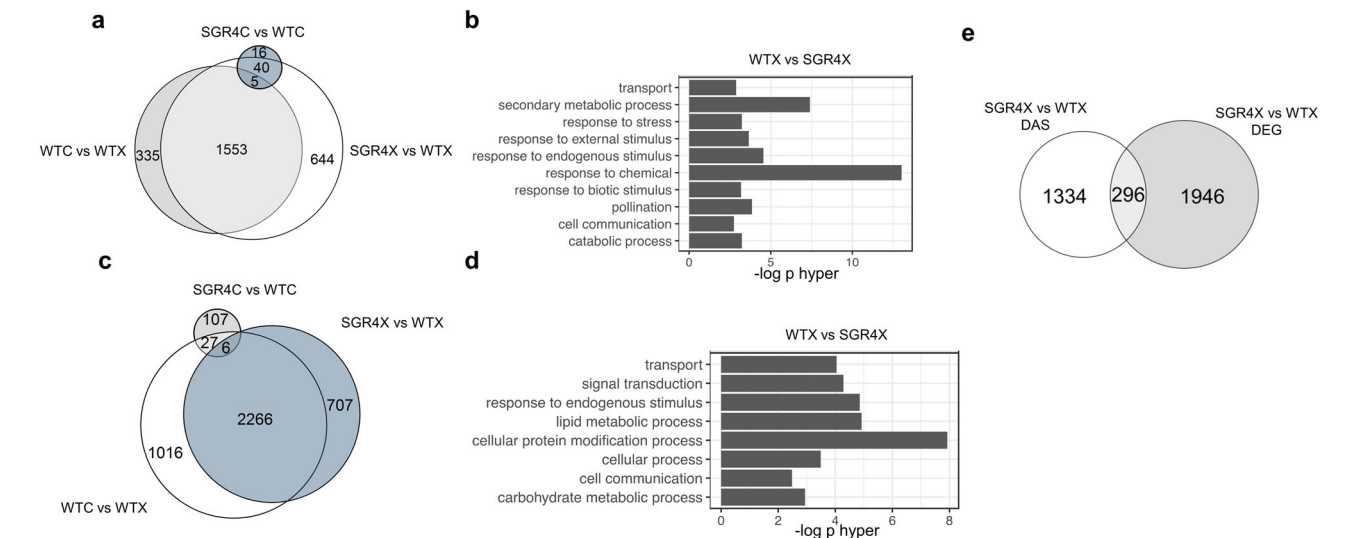 a
SGR4C vs WTC
16
40
5
WTC vs WTX
335
1553
644
SGR4X vs WTX
b
WTX vs SGR4X
transport
secondary metabolic process
response to stress
response to external stimulus
response to endogenous stimulus
response to chemical
response to biotic stimulus
pollination
cell communication
catabolic process
0 5 10
-log p hyper
c
SGR4C vs WTC
107
27 6
SGR4X vs WTX
2266
707
1016
WTC vs WTX
d
WTX vs SGR4X
transport
signal transduction
response to endogenous stimulus
lipid metabolic process
cellular protein modification process
cellular process
cell communication
carbohydrate metabolic process
0 2 4 6 8
-log p hyper
e
SGR4X vs WTX
DAS
SGR4X vs WTX
DEG
1334 296 1946